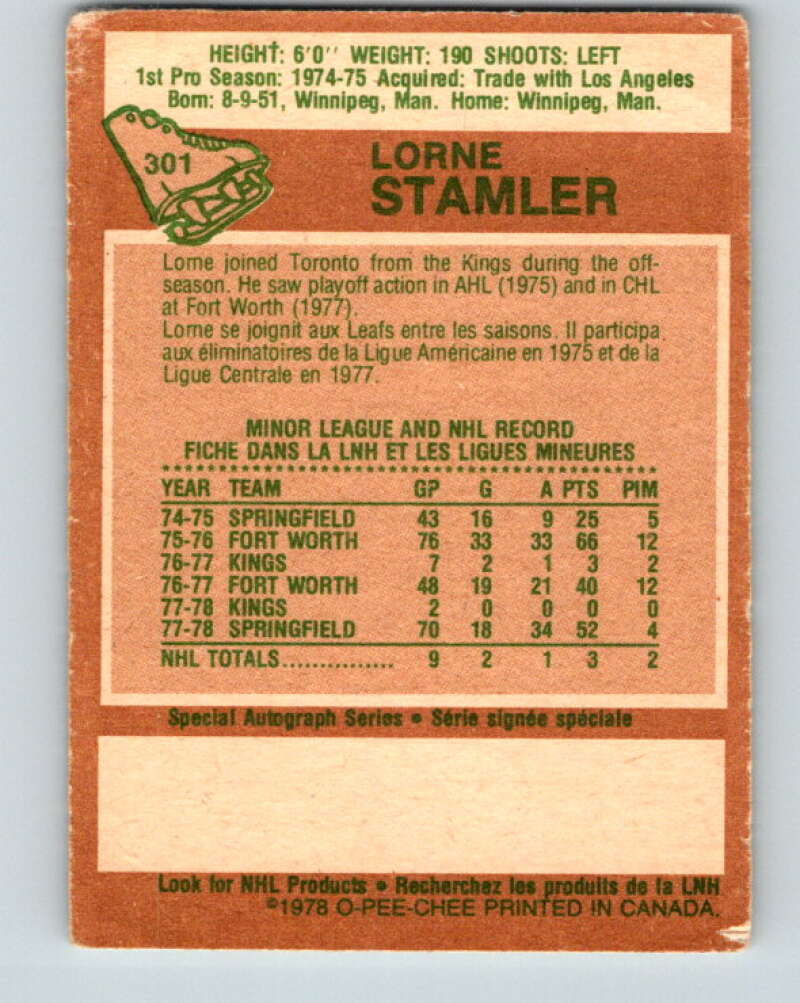 HEIGHT: 6'0'' WEIGHT: 190 SHOOTS: LEFT
1st Pro Season: 1974-75 Acquired: Trade with Los Angeles
Born: 8-9-51, Winnipeg, Man. Home: Winnipeg, Man.
301
LORNE
STAMLER
Lorne joined Toronto from the Kings during the off-
season. He saw playoff action in AHL (1975) and in CHL
at Fort Worth (1977).
Lorne se joignit aux Leafs entre les saisons. Il participa
aux éliminatoires de la Ligue Américaine en 1975 et de la
Ligue Centrale en 1977.
MINOR LEAGUE AND NHL RECORD
FICHE DANS LA LNH ET LES LIGUES MINEURES
YEAR TEAM GP G A PTS PIM
74-75 SPRINGFIELD 43 16 9 25 5
75-76 FORT WORTH 76 33 33 66 12
76-77 KINGS 7 2 1 3 2
76-77 FORT WORTH 48 19 21 40 12
77-78 KINGS 2 0 0 0 0
77-78 SPRINGFIELD 70 18 34 52 4
NHL TOTALS............... 9 2 1 3 2
Special Autograph Series • Série signée spéciale
Look for NHL Products • Recherchez les produits de la LNH
©1978 O-PEE-CHEE PRINTED IN CANADA.